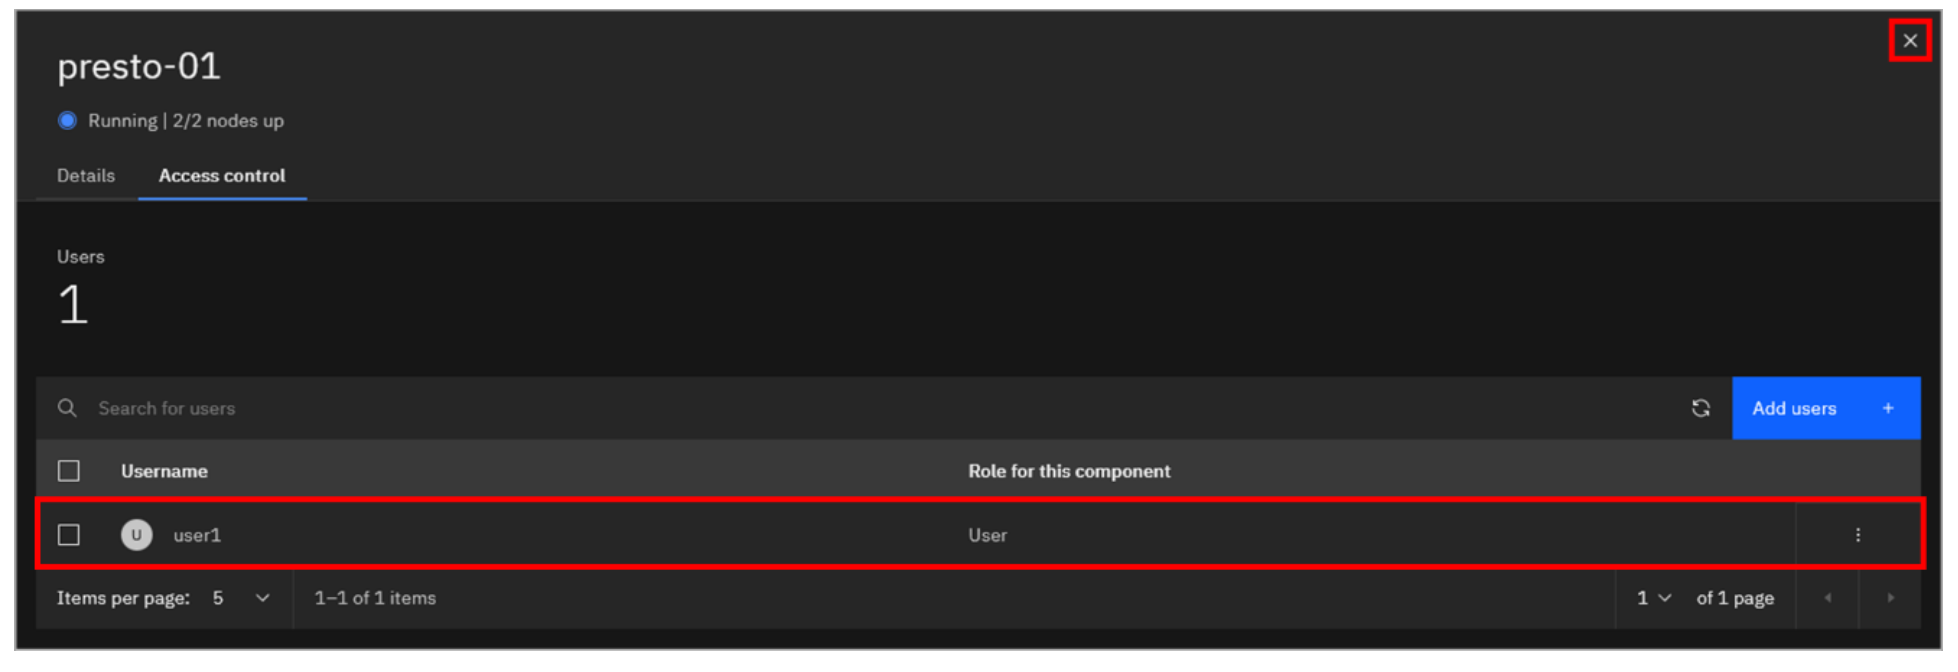 presto-01
Running | 2/2 nodes up
Details Access control
Users
1
Search for users Add users +
Username Role for this component
U user1 User
Items per page: 5 1–1 of 1 items 1 of 1 page